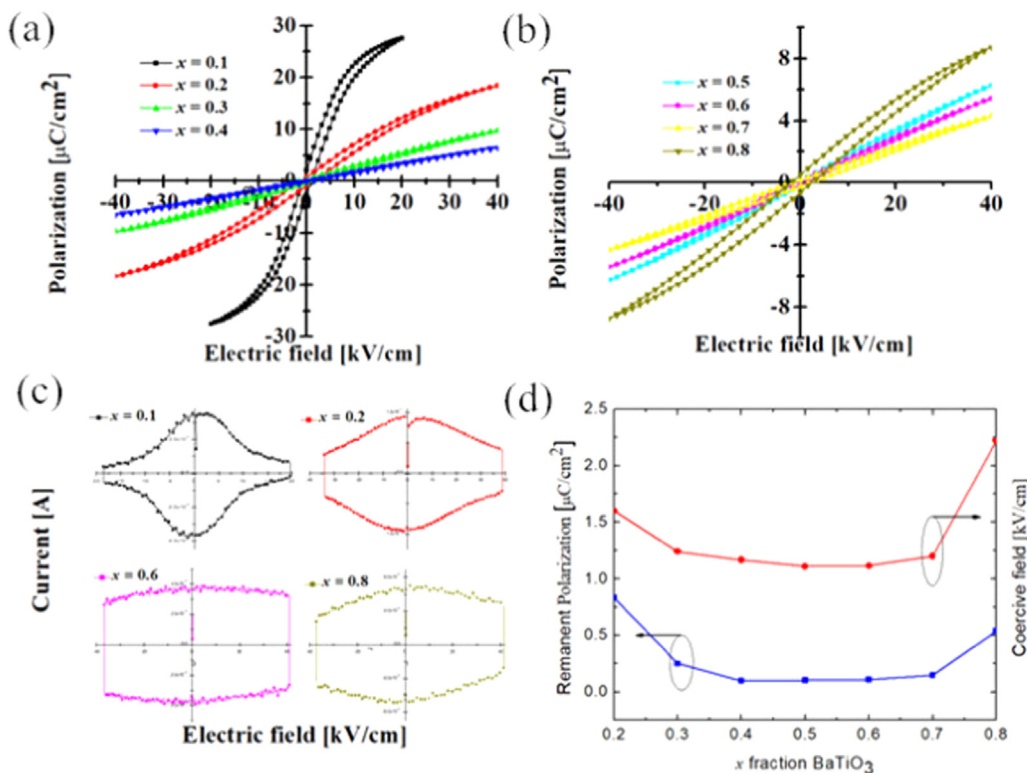 (a)
Polarization [μC/cm²]
30
20
10
0
-10
-20
-30
-40
-20
0
20
40
x = 0.1
x = 0.2
x = 0.3
x = 0.4
Electric field [kV/cm]
(b)
Polarization [μC/cm²]
8
4
0
-4
-8
-40
-20
0
20
40
x = 0.5
x = 0.6
x = 0.7
x = 0.8
Electric field [kV/cm]
(c)
Current [A]
x = 0.1
x = 0.2
x = 0.6
x = 0.8
Electric field [kV/cm]
(d)
Remanent Polarization [μC/cm²]
2.5
2.0
1.5
1.0
0.5
0.0
0.2 0.3 0.4 0.5 0.6 0.7 0.8
x fraction BaTiO₃
Coercive field [kV/cm]